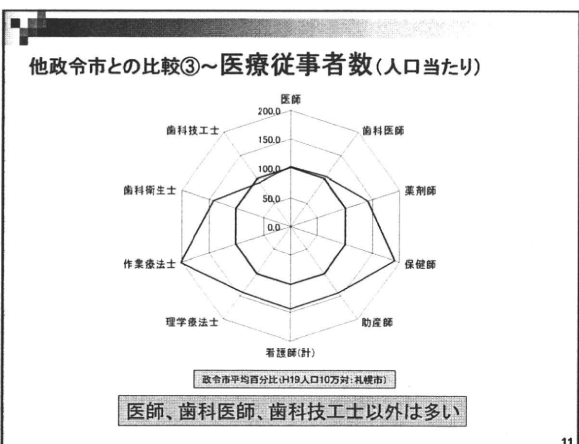 他政令市との比較③～医療従事者数(人口当たり)
医師
200.0
歯科技工士
歯科医師
150.0
100.0
歯科衛生士
薬剤師
50.0
0.0
作業療法士
保健師
理学療法士
助産師
看護師(計)
政令市平均百分比(H19人口10万対:札幌市)
医師、歯科医師、歯科技工士以外は多い
11